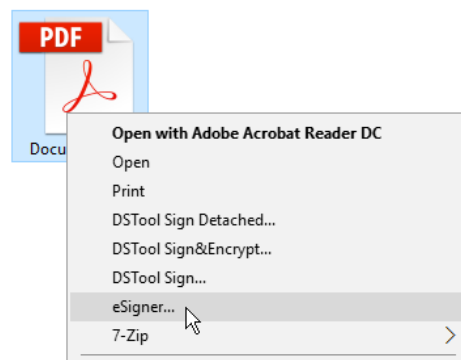 PDF
Docu
Open with Adobe Acrobat Reader DC
Open
Print
DSTool Sign Detached...
DSTool Sign&Encrypt...
DSTool Sign...
eSigner...
7-Zip